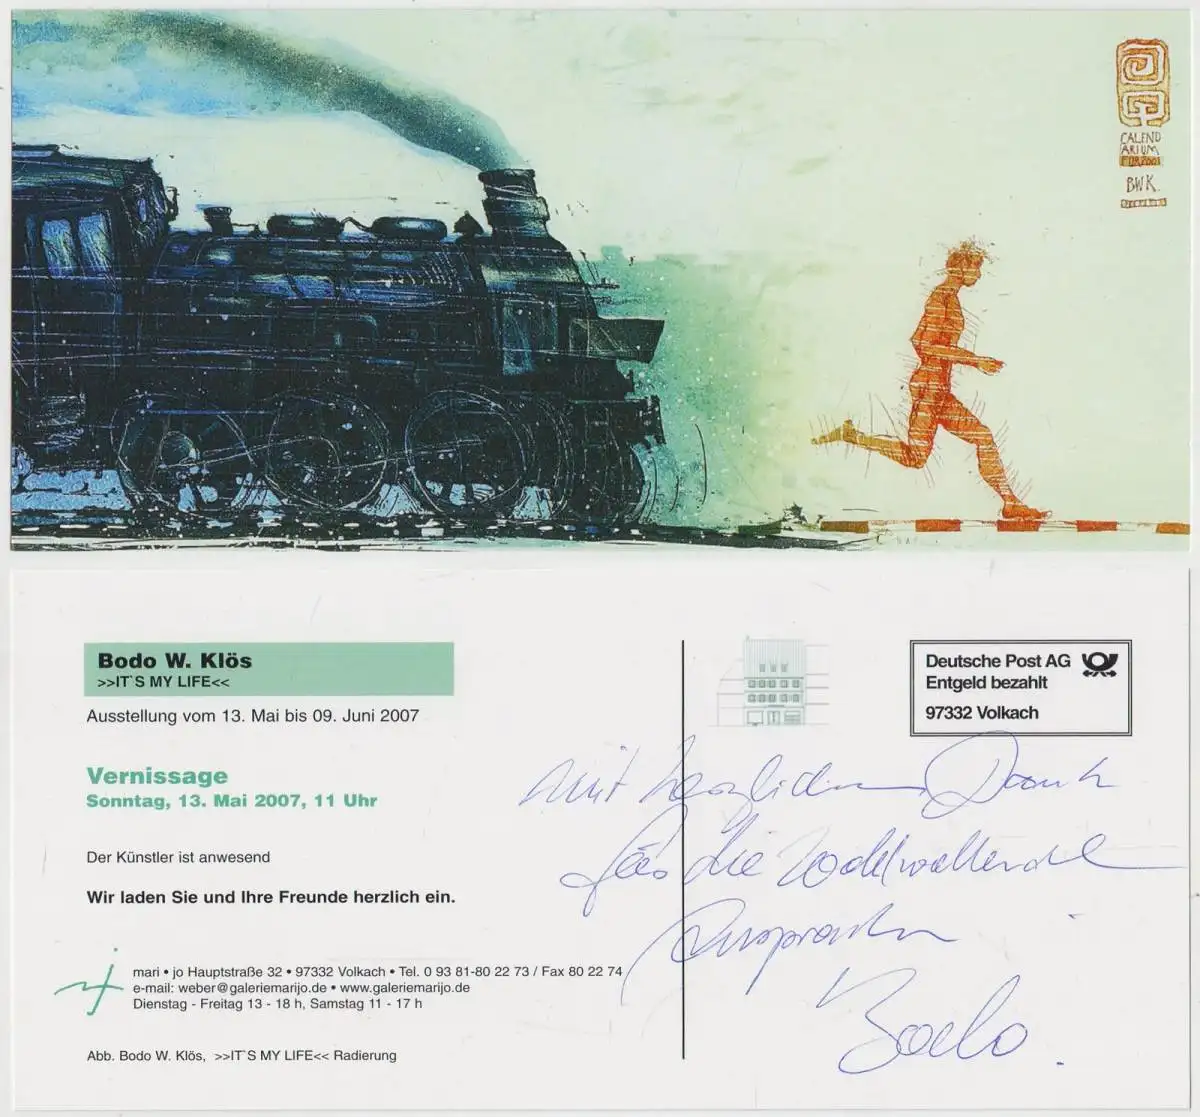 CALEND
ARIUM
FÜR 2001
BWK.
Bodo W. Klös
>>IT`S MY LIFE<<
Ausstellung vom 13. Mai bis 09. Juni 2007
Vernissage
Sonntag, 13. Mai 2007, 11 Uhr
Der Künstler ist anwesend
Wir laden Sie und Ihre Freunde herzlich ein.
mari • jo Hauptstraße 32 • 97332 Volkach • Tel. 0 93 81-80 22 73 / Fax 80 22 74
e-mail: weber@galeriemarijo.de • www.galeriemarijo.de
Dienstag - Freitag 13 - 18 h, Samstag 11 - 17 h
Abb. Bodo W. Klös, >>IT`S MY LIFE<< Radierung
Deutsche Post AG
Entgeld bezahlt
97332 Volkach
Mit herzlichem Dank
für die
Bodo.